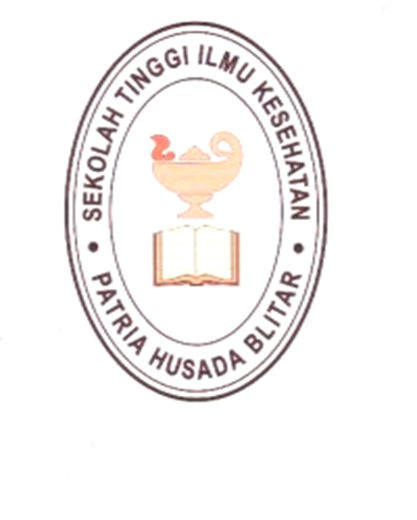 SEKOLAH TINGGI ILMU KESEHATAN
PATRIA HUSADA BLITAR